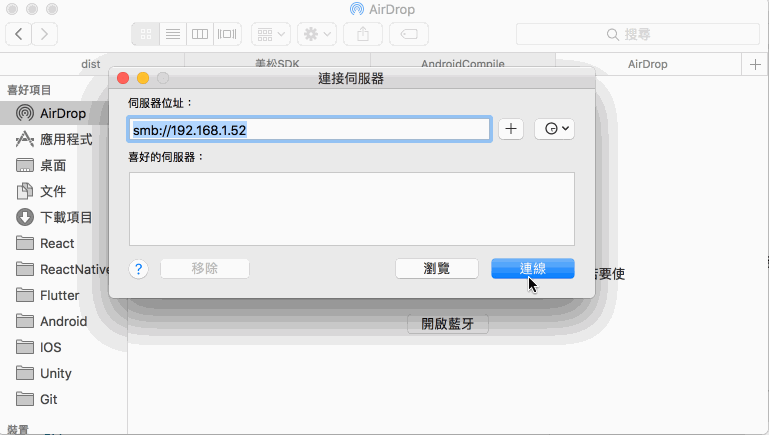 AirDrop
搜尋
dist
美松SDK
AndroidCompile
AirDrop
喜好項目
AirDrop
應用程式
桌面
文件
下載項目
React
ReactNative
Flutter
Android
IOS
Unity
Git
裝置
連接伺服器
伺服器位址：
smb://192.168.1.52
喜好的伺服器：
?
移除
瀏覽
連線
若要使
開啟藍牙